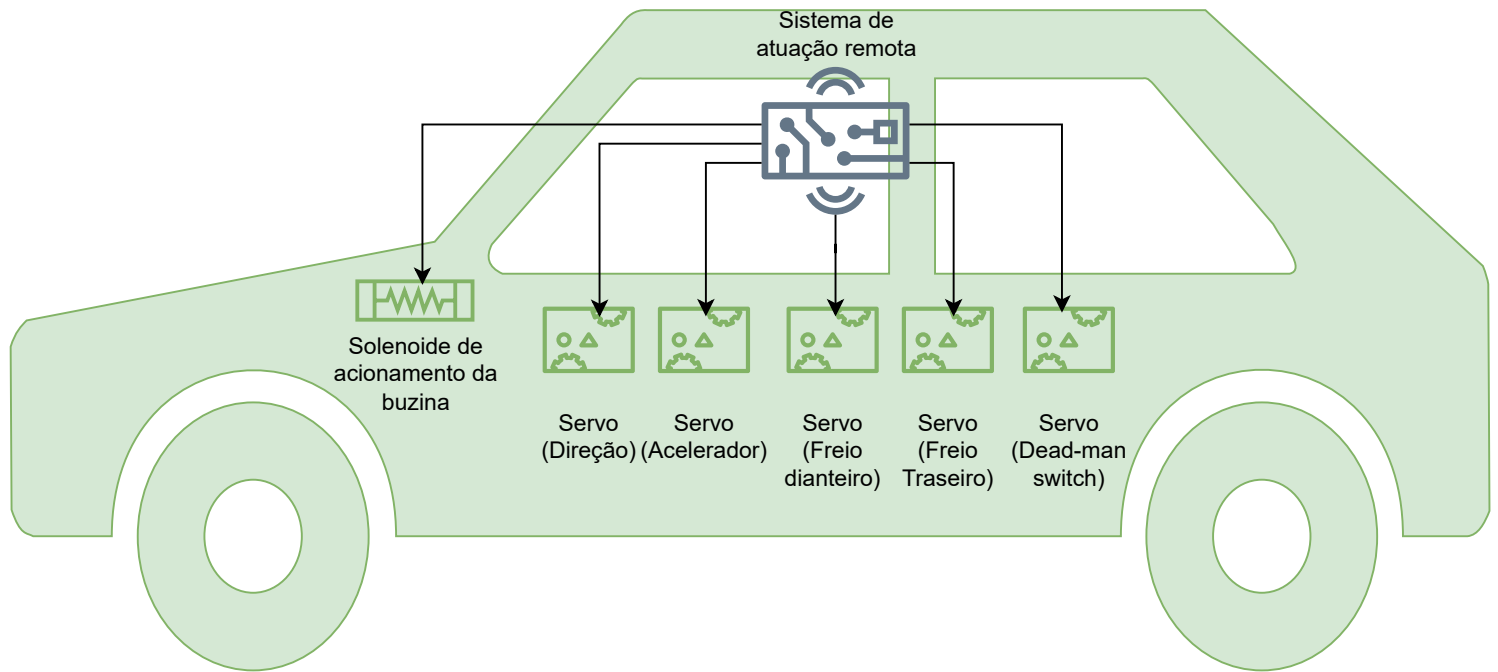 Sistema de
atuação remota
Solenoide de
acionamento da
buzina
Servo
(Direção)
Servo
(Acelerador)
Servo
(Freio
dianteiro)
Servo
(Freio
Traseiro)
Servo
(Dead-man
switch)